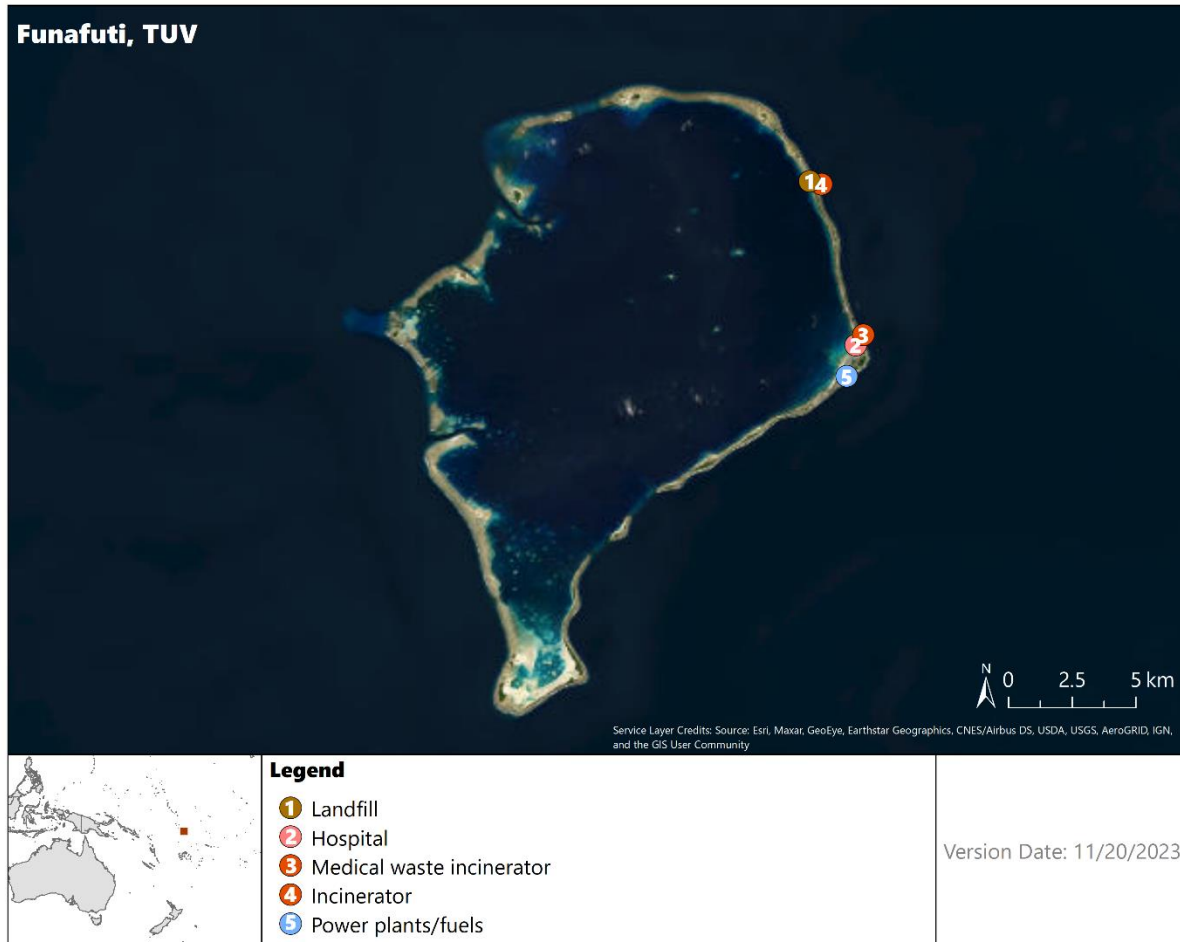 Funafuti, TUV
1
4
3
2
5
N
0 2.5 5 km
Service Layer Credits: Source: Esri, Maxar, GeoEye, Earthstar Geographics, CNES/Airbus DS, USDA, USGS, AeroGRID, IGN,
and the GIS User Community
Legend
1 Landfill
2 Hospital
3 Medical waste incinerator
4 Incinerator
5 Power plants/fuels
Version Date: 11/20/2023